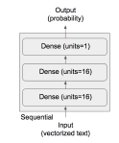 Output
(probability)
Dense (units=1)
Dense (units=16)
Dense (units=16)
Sequential
Input
(vectorized text)